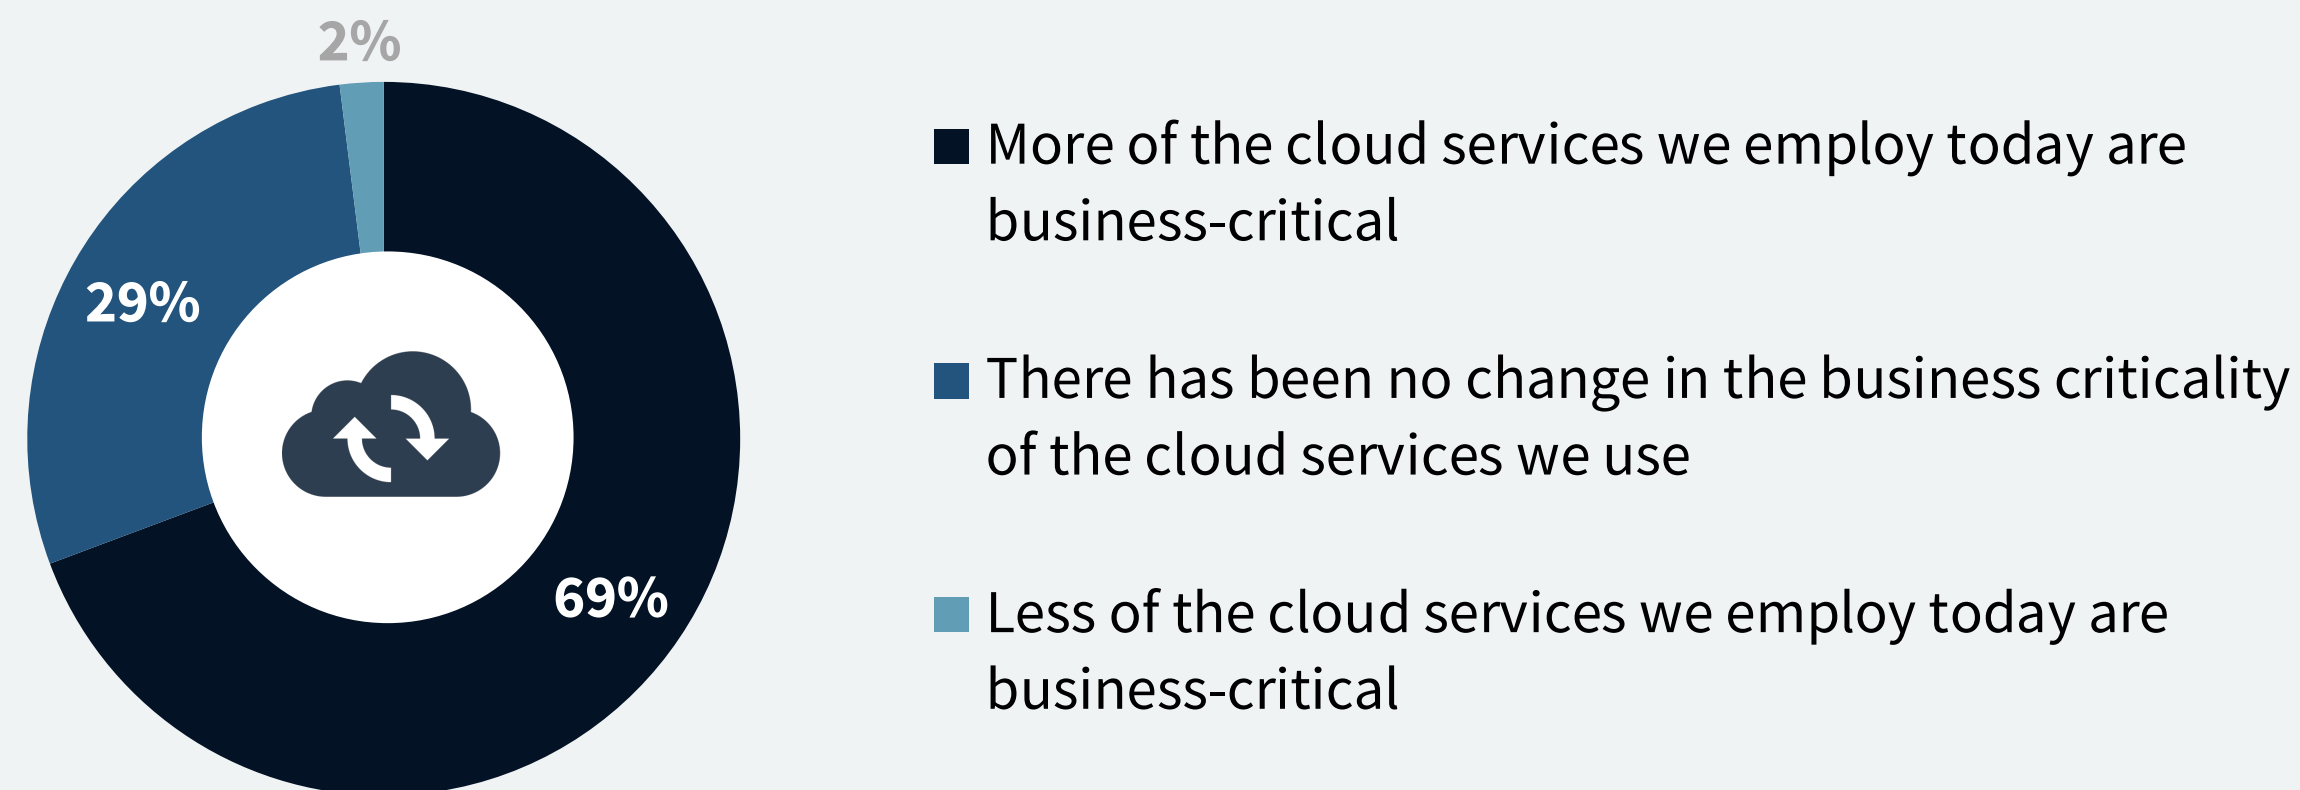 2%
29%
69%
More of the cloud services we employ today are
business-critical
There has been no change in the business criticality
of the cloud services we use
Less of the cloud services we employ today are
business-critical